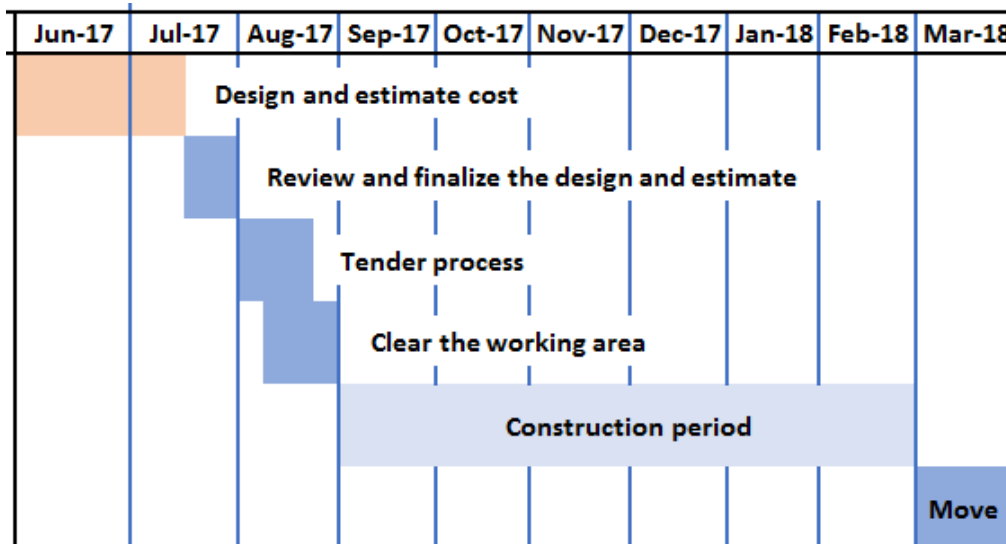 Jun-17 Jul-17 Aug-17 Sep-17 Oct-17 Nov-17 Dec-17 Jan-18 Feb-18 Mar-18
Design and estimate cost
Review and finalize the design and estimate
Tender process
Clear the working area
Construction period
Move